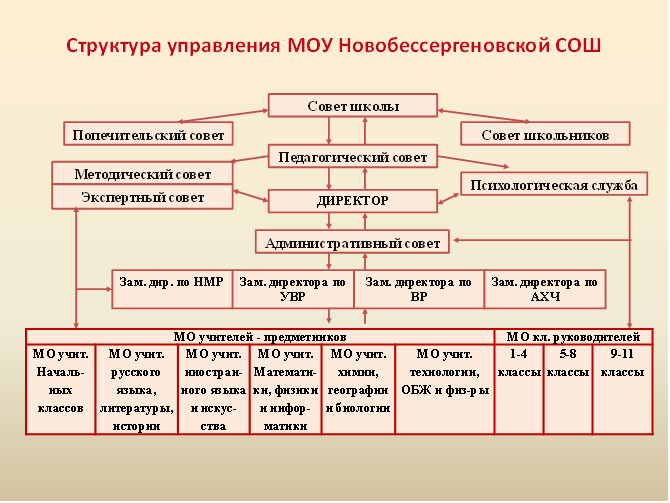 Структура управления МОУ Новобессергеновской СОШ
Совет школы
Попечительский совет
Совет школьников
Педагогический совет
Методический совет
Экспертный совет
Психологическая служба
ДИРЕКТОР
Административный совет
Зам. дир. по НМР
Зам. директора по
УВР
Зам. директора по
ВР
Зам. директора по
АХЧ
МО учителей - предметников
МО кл. руководителей
МО учит.
Началь-
ных
классов
МО учит.
русского
языка,
литературы,
истории
МО учит.
иностран-
ного языка
и искус-
ства
МО учит.
Математи-
ки, физики
и инфор-
матики
МО учит.
химии,
географии
и биологии
МО учит.
технологии,
ОБЖ и физ-ры
1-4
классы
5-8
классы
9-11
классы